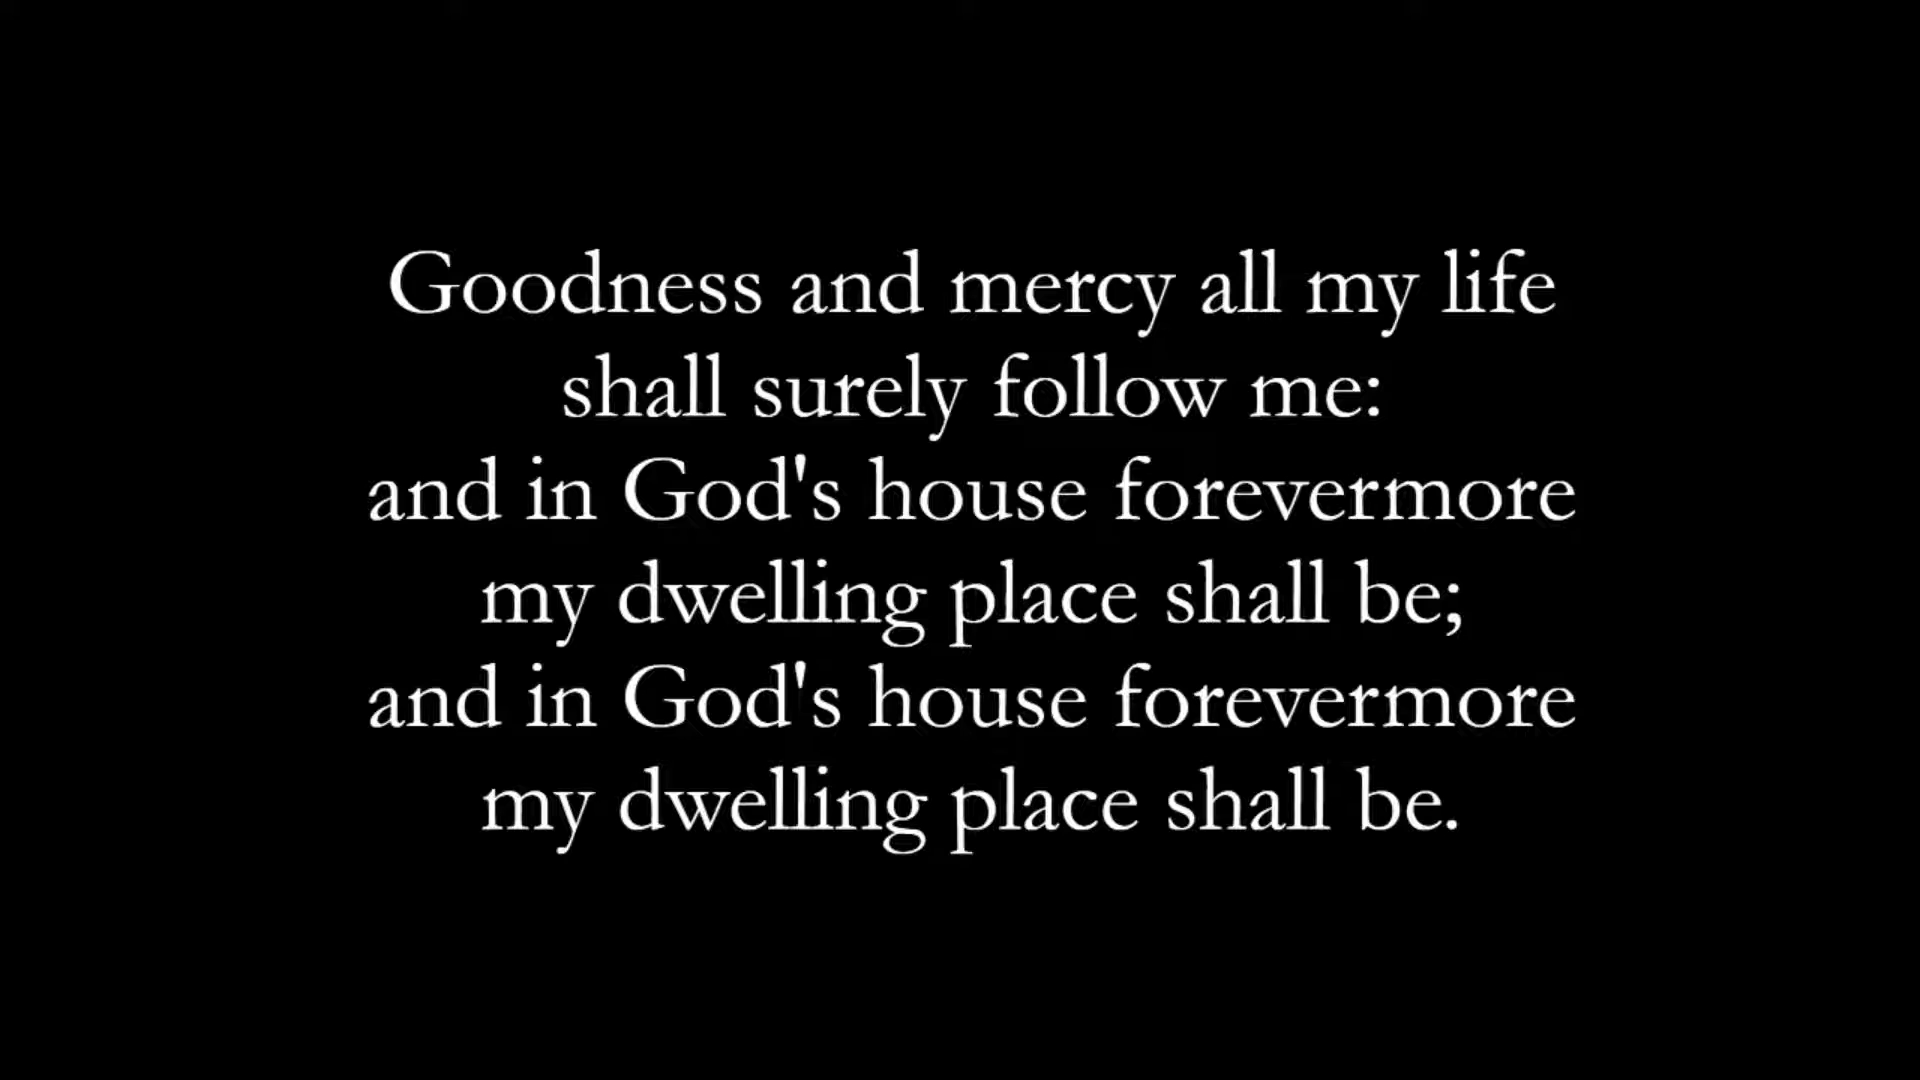 Goodness and mercy all my life
shall surely follow me:
and in God's house forevermore
my dwelling place shall be;
and in God's house forevermore
my dwelling place shall be.